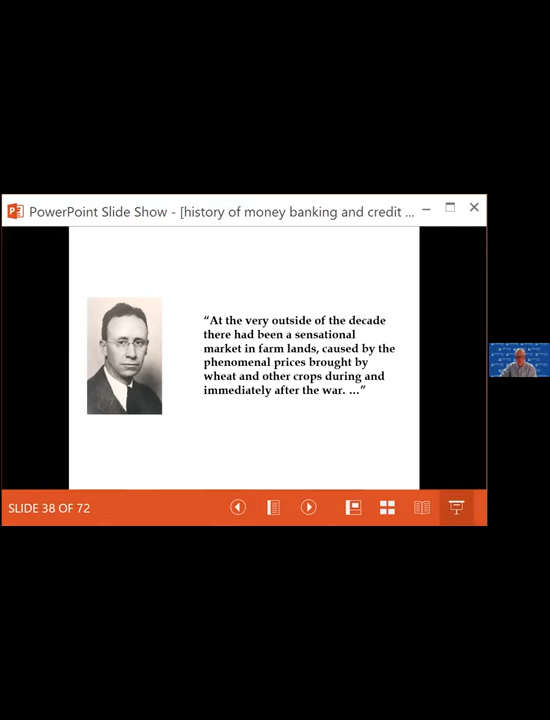 PowerPoint Slide Show - [history of money banking and credit ...
“At the very outside of the decade
there had been a sensational
market in farm lands, caused by the
phenomenal prices brought by
wheat and other crops during and
immediately after the war. …”
SLIDE 38 OF 72